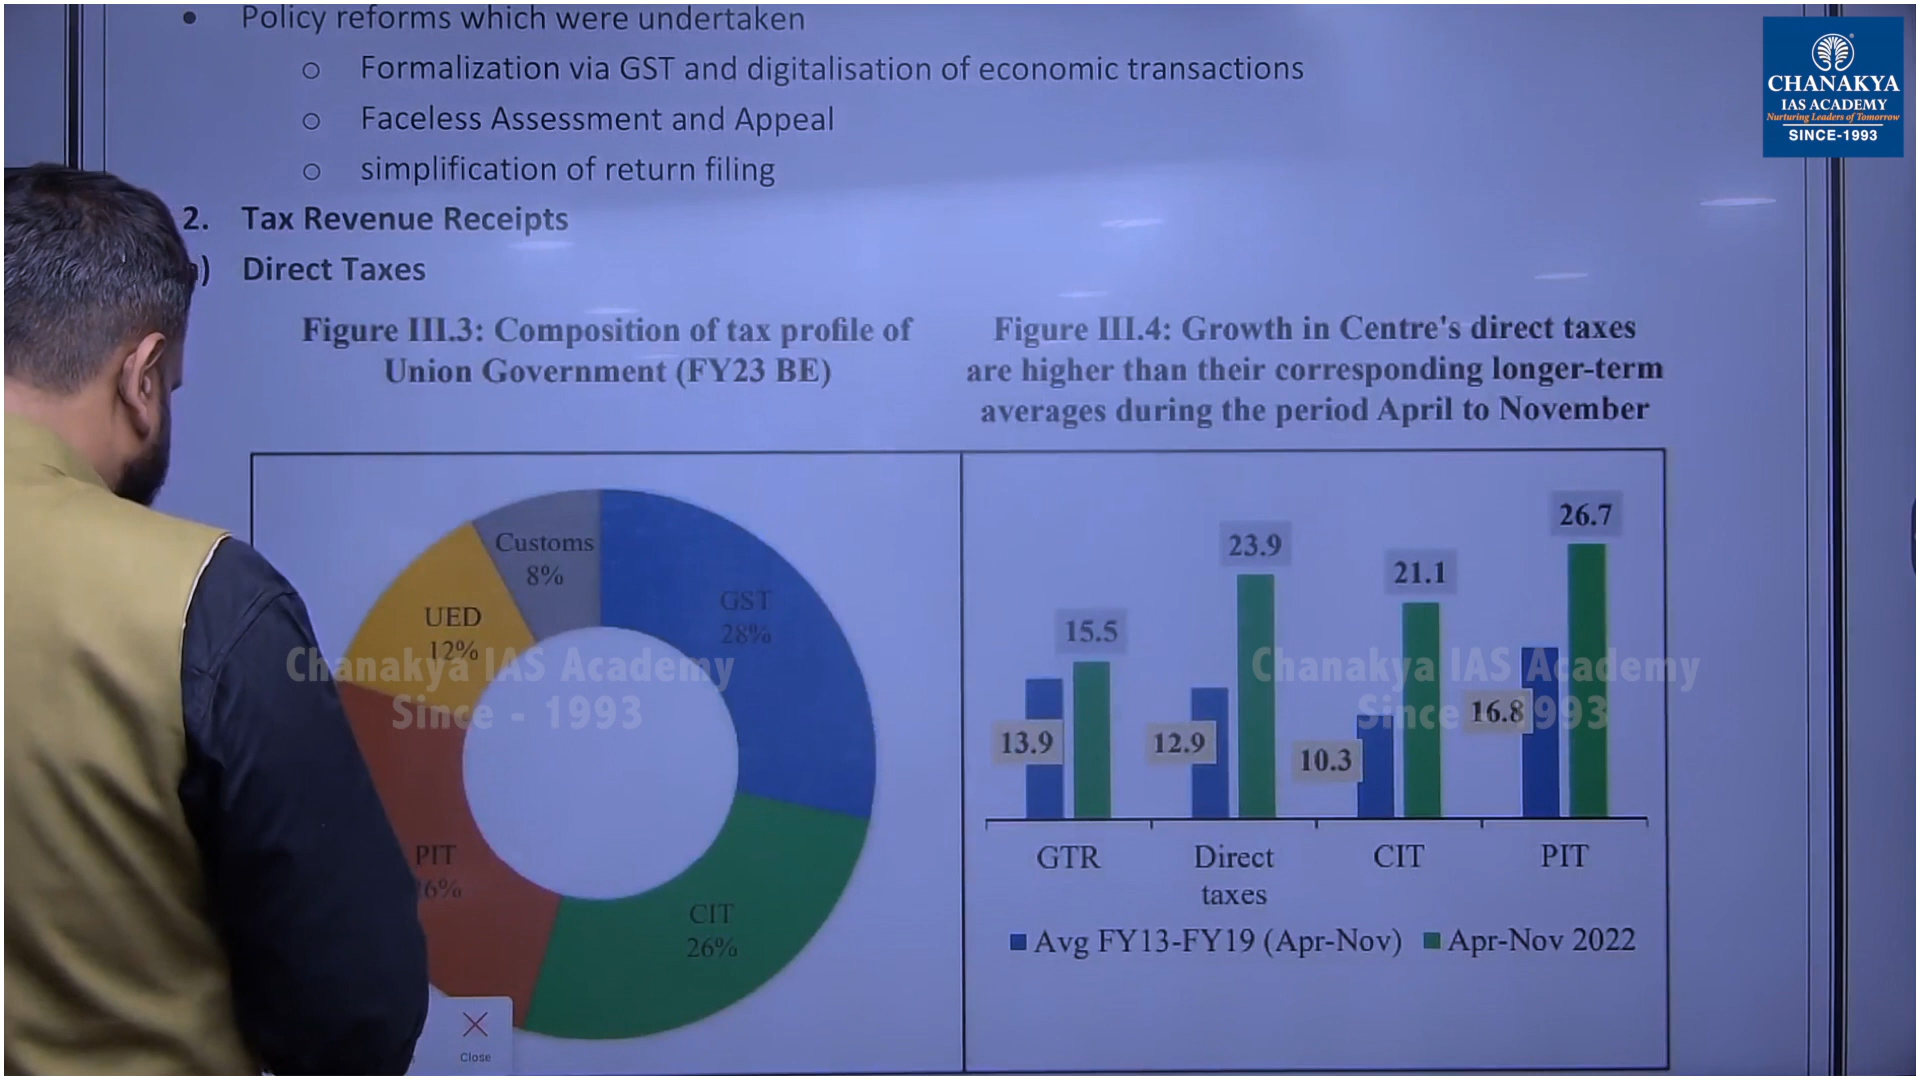 • Policy reforms which were undertaken
o Formalization via GST and digitalisation of economic transactions
o Faceless Assessment and Appeal
o simplification of return filing
2. Tax Revenue Receipts
) Direct Taxes
Figure III.3: Composition of tax profile of
Union Government (FY23 BE)
Customs
8%
GST
28%
UED
12%
PIT
6%
CIT
26%
Figure III.4: Growth in Centre's direct taxes
are higher than their corresponding longer-term
averages during the period April to November
13.9
15.5
12.9
23.9
10.3
21.1
16.8
26.7
GTR
Direct
taxes
CIT
PIT
Avg FY13-FY19 (Apr-Nov)
Apr-Nov 2022
Close
CHANAKYA
IAS ACADEMY
Nurturing Leaders of Tomorrow
SINCE-1993
Chanakya IAS Academy
Since - 1993
Chanakya IAS Academy
Since 1993